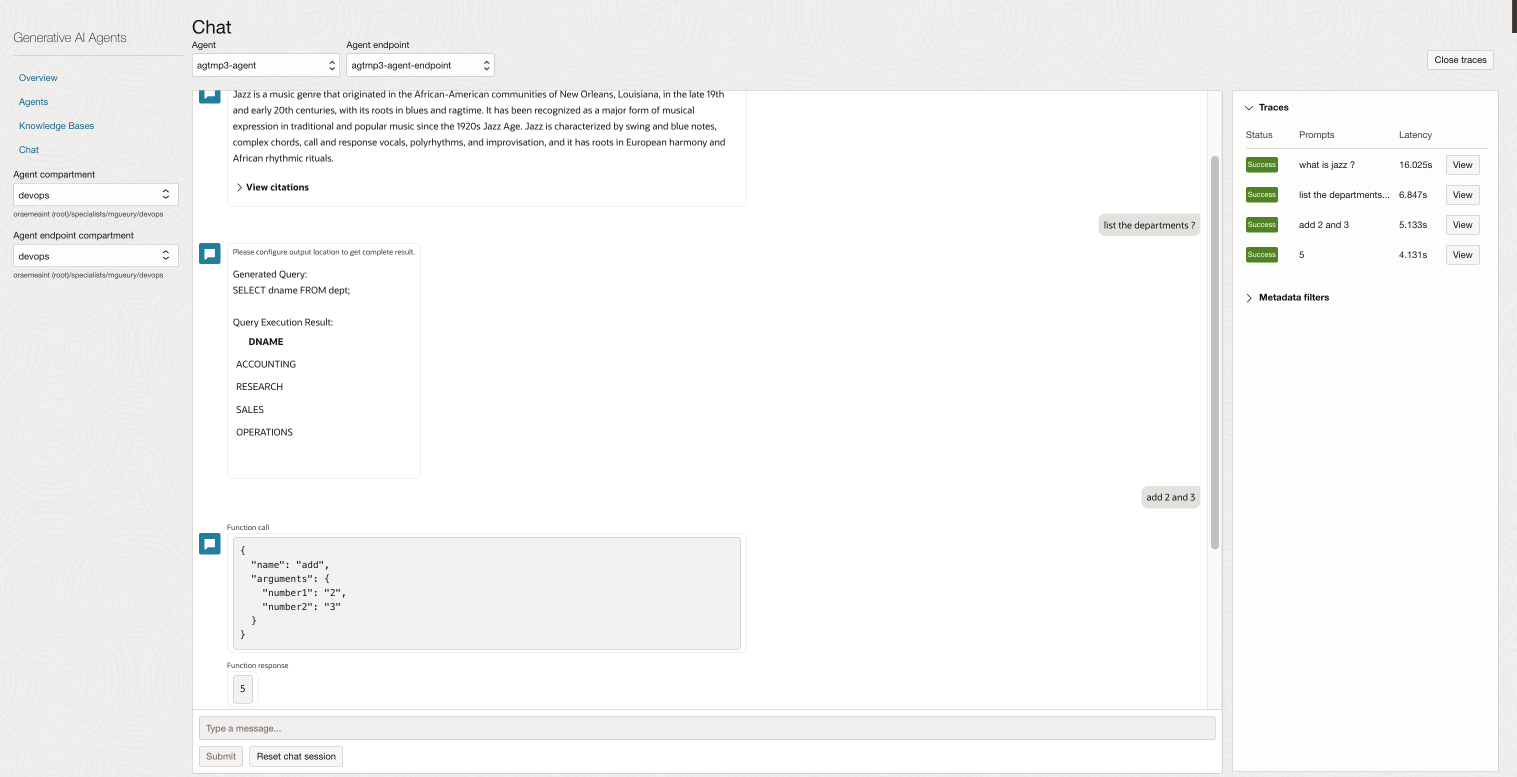 Generative AI Agents
Overview
Agents
Knowledge Bases
Chat
Agent compartment
devops
oraemeaint (root)/specialists/mgueury/devops
Agent endpoint compartment
devops
oraemeaint (root)/specialists/mgueury/devops
Chat
Agent
Agent endpoint
agtmp3-agent
agtmp3-agent-endpoint
Close traces
Jazz is a music genre that originated in the African-American communities of New Orleans, Louisiana, in the late 19th
and early 20th centuries, with its roots in blues and ragtime. It has been recognized as a major form of musical
expression in traditional and popular music since the 1920s Jazz Age. Jazz is characterized by swing and blue notes,
complex chords, call and response vocals, polyrhythms, and improvisation, and it has roots in European harmony and
African rhythmic rituals.
View citations
list the departments ?
Please configure output location to get complete result.
Generated Query:
SELECT dname FROM dept;
Query Execution Result:
DNAME
ACCOUNTING
RESEARCH
SALES
OPERATIONS
add 2 and 3
Function call
{
"name": "add",
"arguments": {
"number1": "2",
"number2": "3"
}
}
Function response
5
Type a message...
Submit
Reset chat session
Traces
Status Prompts Latency
Success what is jazz ? 16.025s View
Success list the departments... 6.847s View
Success add 2 and 3 5.133s View
Success 5 4.131s View
Metadata filters